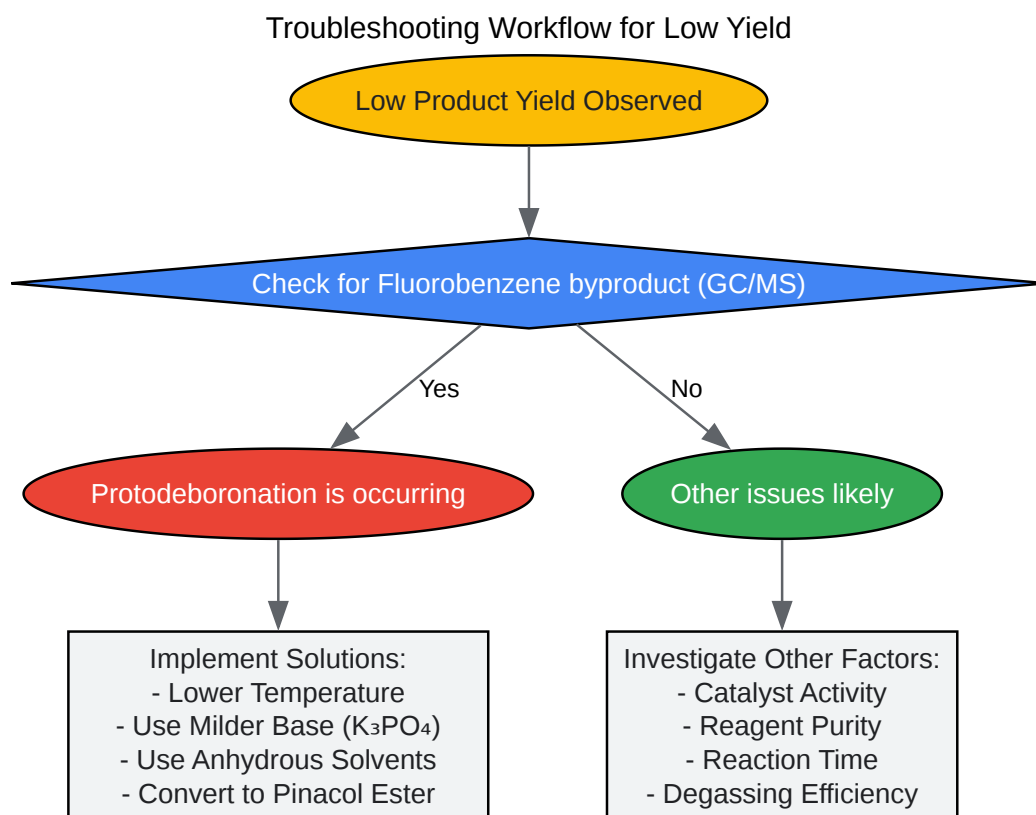 Troubleshooting Workflow for Low Yield
Low Product Yield Observed
Check for Fluorobenzene byproduct (GC/MS)
Yes
No
Protodeboronation is occurring
Other issues likely
Implement Solutions:
- Lower Temperature
- Use Milder Base (K₃PO₄)
- Use Anhydrous Solvents
- Convert to Pinacol Ester
Investigate Other Factors:
- Catalyst Activity
- Reagent Purity
- Reaction Time
- Degassing Efficiency